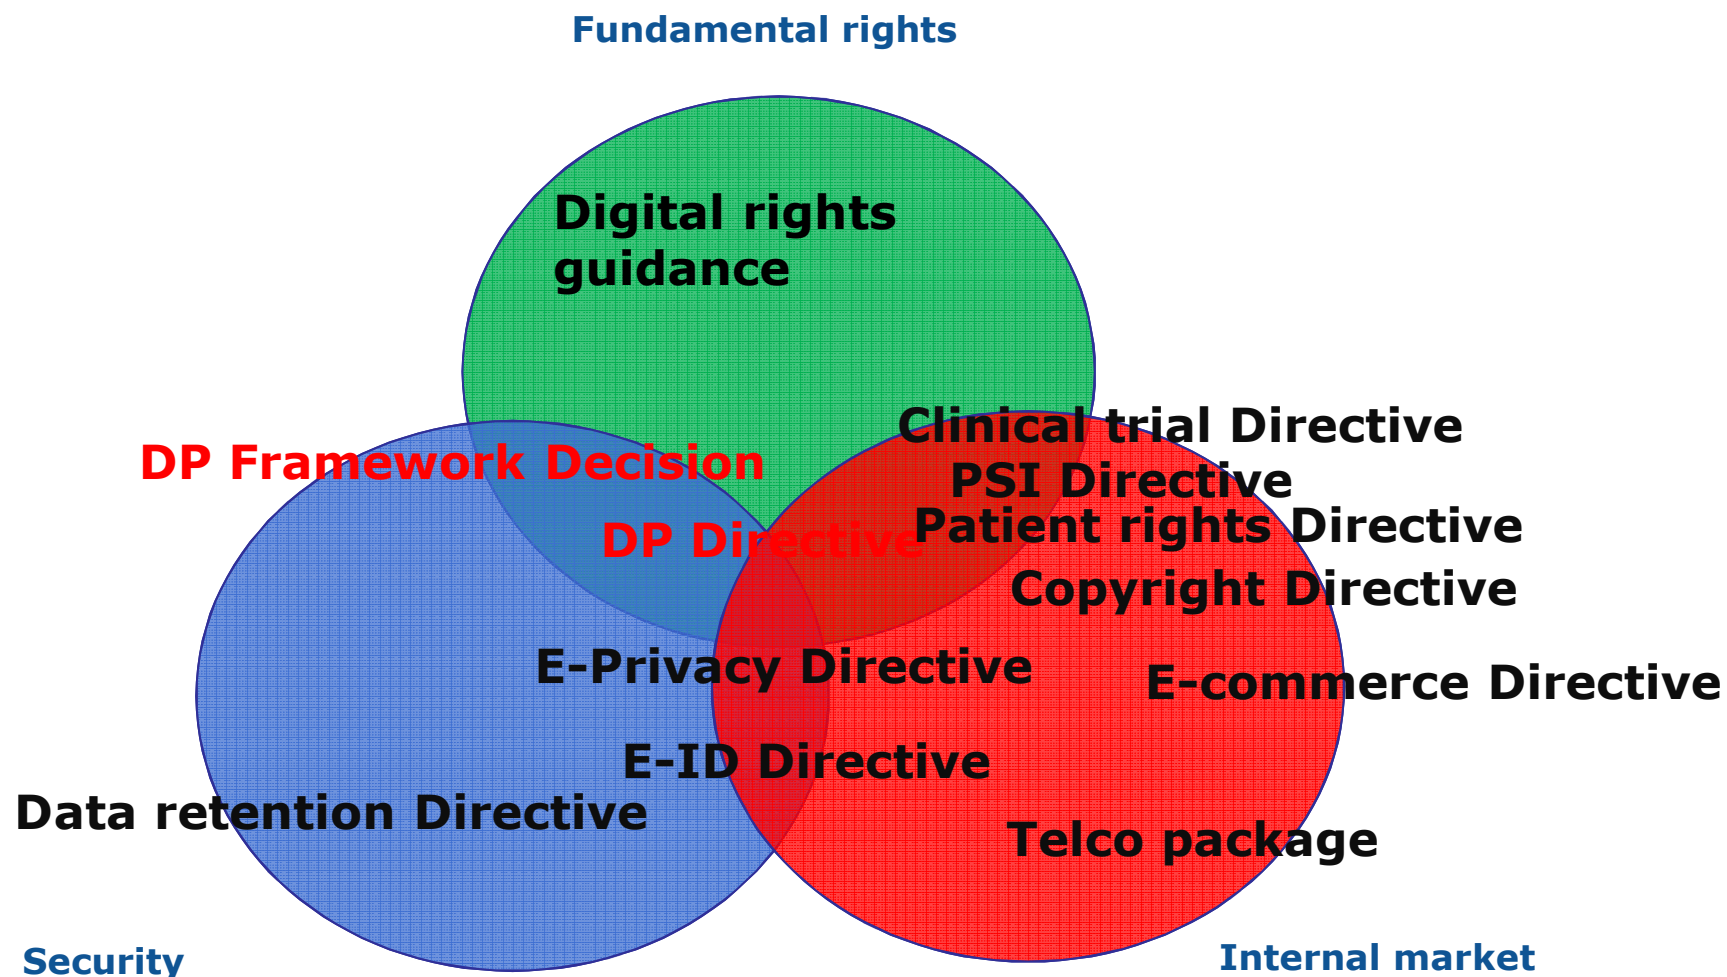 Fundamental rights
Digital rights
guidance
Clinical trial Directive
DP Framework Decision
PSI Directive
Patient rights Directive
DP Directive
Copyright Directive
E-Privacy Directive
E-commerce Directive
E-ID Directive
Data retention Directive
Telco package
Security
Internal market